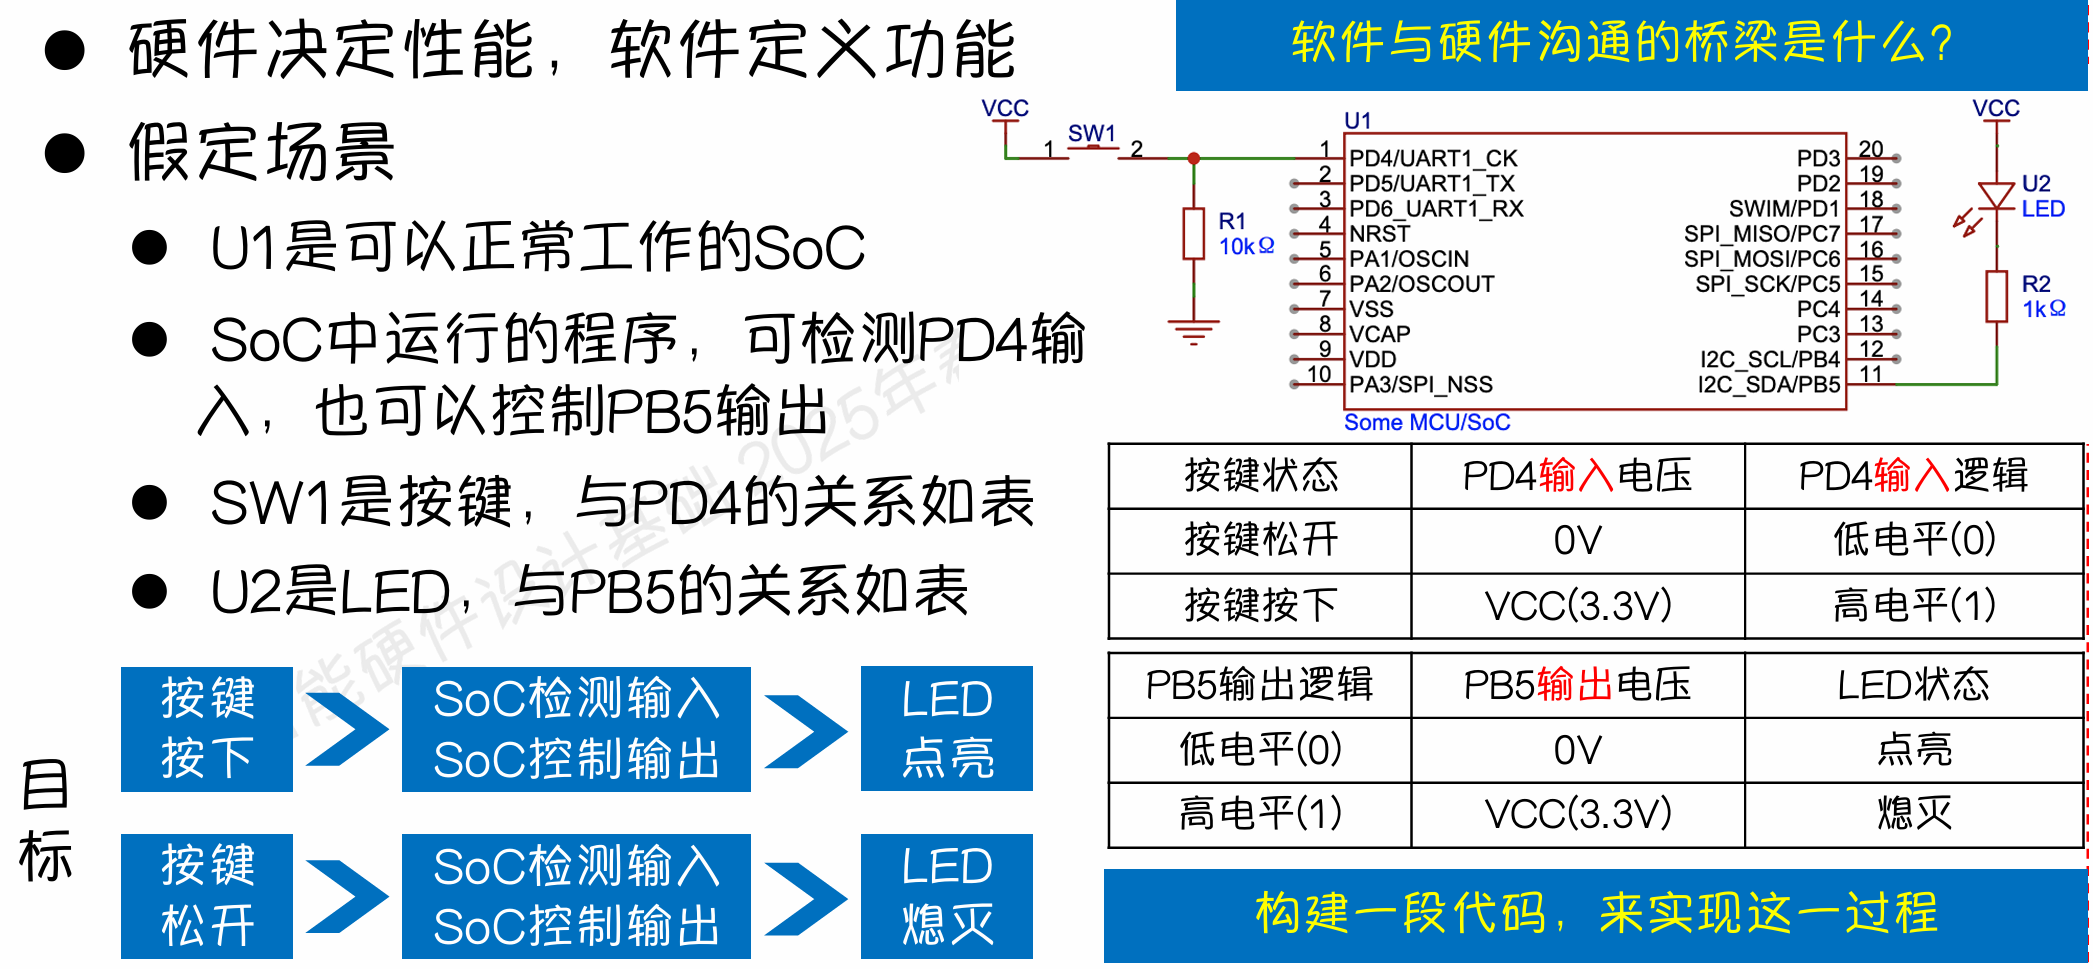 ● 硬件决定性能，软件定义功能
● 假定场景
● U1是可以正常工作的SoC
● SoC中运行的程序，可检测PD4输
入，也可以控制PB5输出
● SW1是按键，与PD4的关系如表
● U2是LED，与PB5的关系如表
目
标
按键
按下
SoC检测输入
SoC控制输出
LED
点亮
按键
松开
SoC检测输入
SoC控制输出
LED
熄灭
软件与硬件沟通的桥梁是什么?
VCC
1 SW1 2
R1
10kΩ
U1
1 PD4/UART1_CK
2 PD5/UART1_TX
3 PD6_UART1_RX
4 NRST
5 PA1/OSCIN
6 PA2/OSCOUT
7 VSS
8 VCAP
9 VDD
10 PA3/SPI_NSS
PD3 20
PD2 19
SWIM/PD1 18
SPI_MISO/PC7 17
SPI_MOSI/PC6 16
SPI_SCK/PC5 15
PC4 14
PC3 13
I2C_SCL/PB4 12
I2C_SDA/PB5 11
Some MCU/SoC
VCC
U2
LED
R2
1kΩ
按键状态 PD4输入电压 PD4输入逻辑
按键松开 0V 低电平(0)
按键按下 VCC(3.3V) 高电平(1)
PB5输出逻辑 PB5输出电压 LED状态
低电平(0) 0V 点亮
高电平(1) VCC(3.3V) 熄灭
构建一段代码，来实现这一过程
能硬件设计基础 2025年